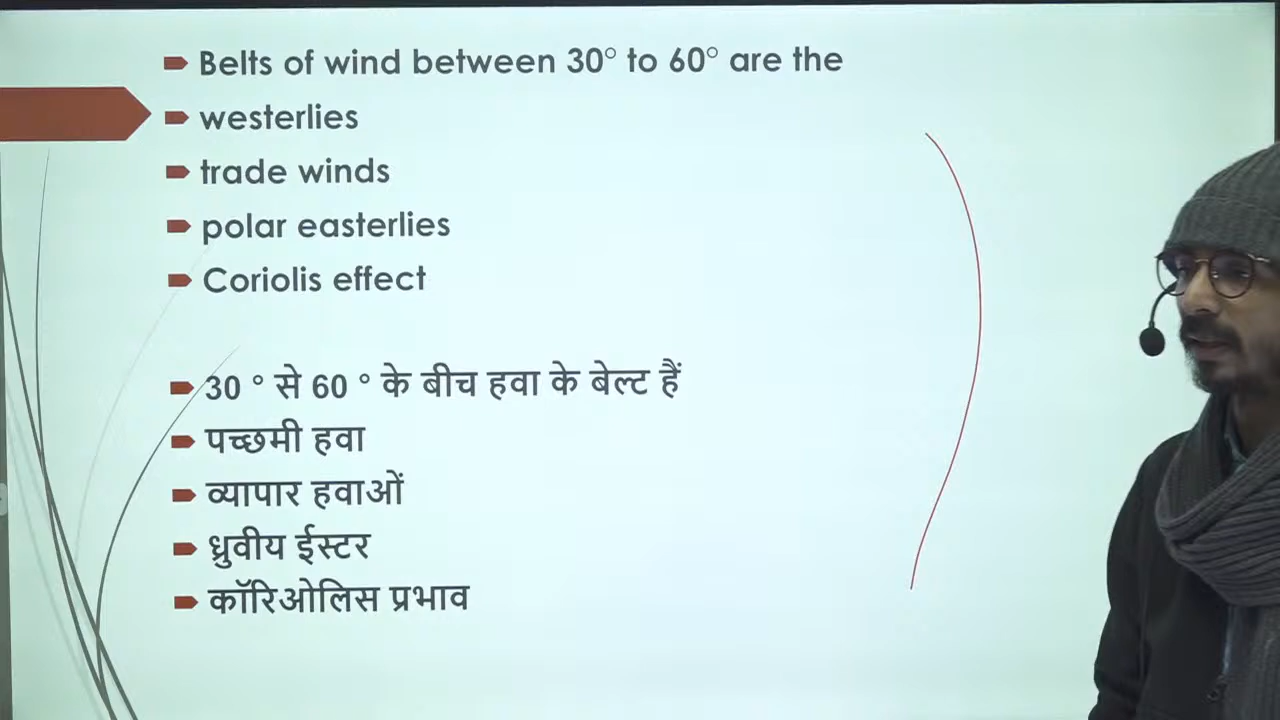 Belts of wind between 30° to 60° are the
westerlies
trade winds
polar easterlies
Coriolis effect
30 ° से 60 ° के बीच हवा के बेल्ट हैं
पच्छमी हवा
व्यापार हवाओं
ध्रुवीय ईस्टर
कॉरिओलिस प्रभाव